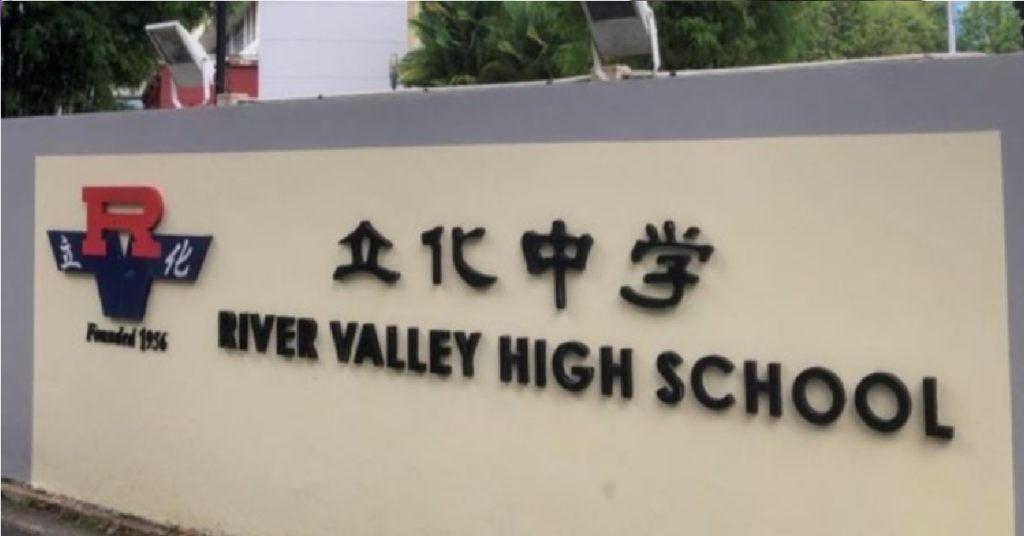 R
立化
Founded 1956
立化中学
RIVER VALLEY HIGH SCHOOL